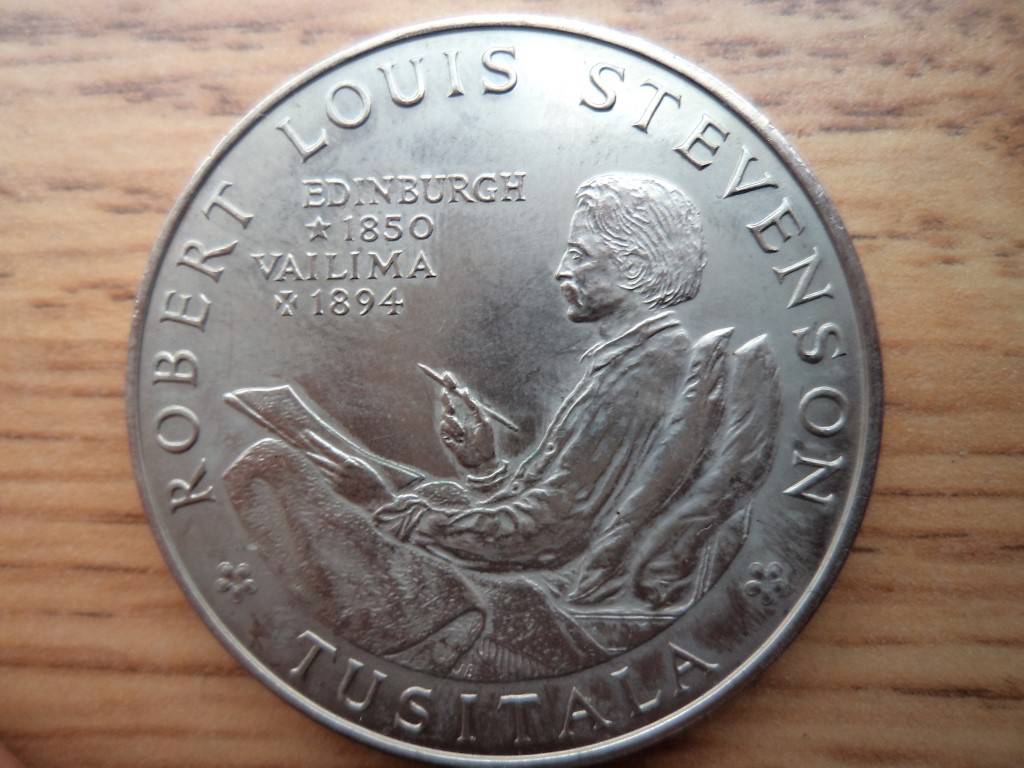 ROBERT LOUIS STEVENSON
EDINBURGH
★ 1850
VAILIMA
✠ 1894
TUSITALA